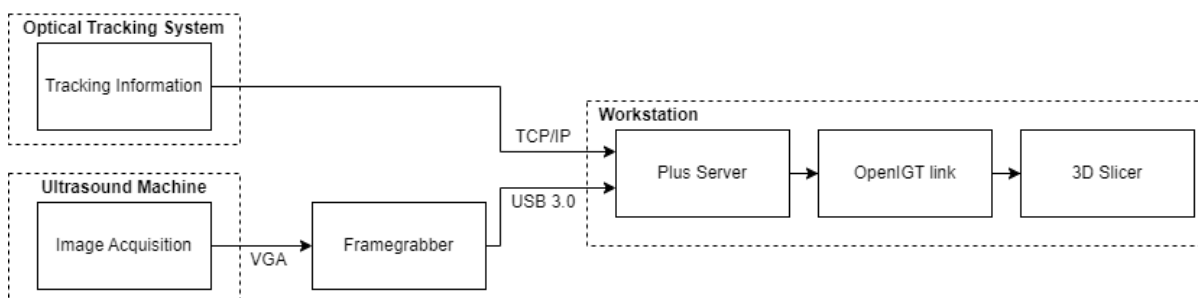 Optical Tracking System
Tracking Information
TCP/IP
Workstation
Plus Server
OpenIGT link
3D Slicer
Ultrasound Machine
Image Acquisition
VGA
Framegrabber
USB 3.0